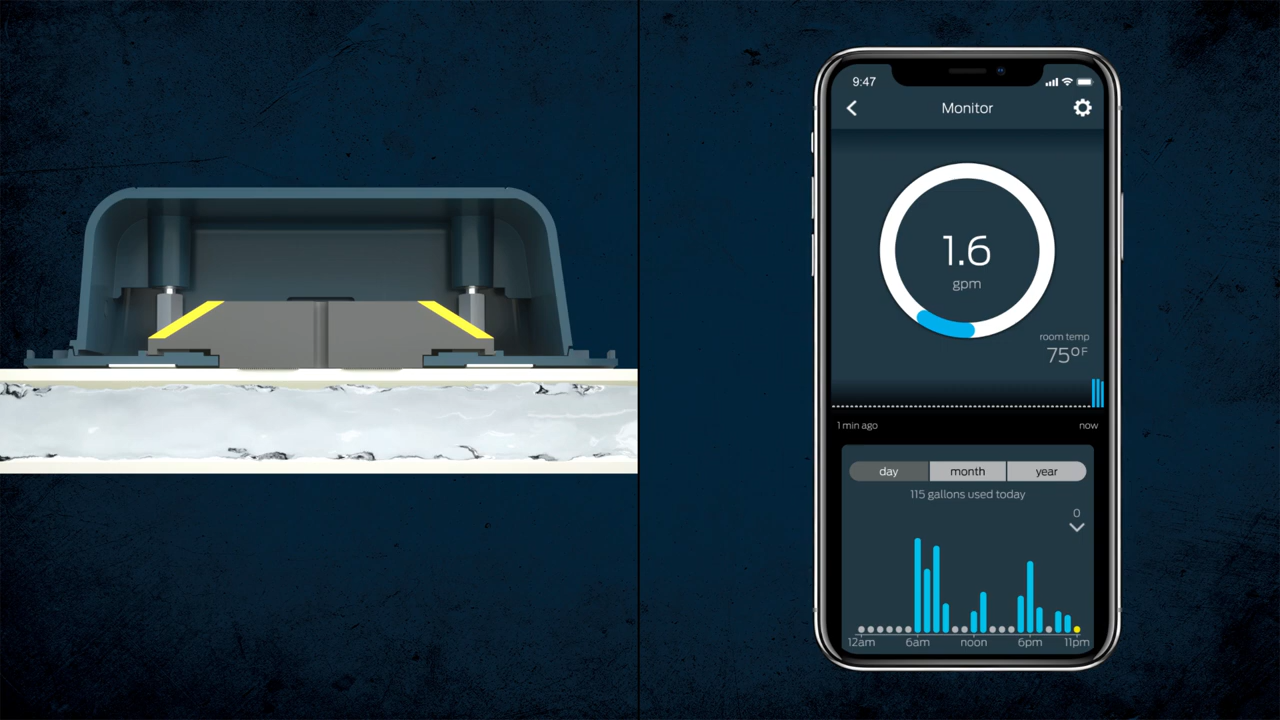 9:47
Monitor
1.6
gpm
room temp
75°F
1 min ago now
day month year
115 gallons used today
0
12am 6am noon 6pm 11pm